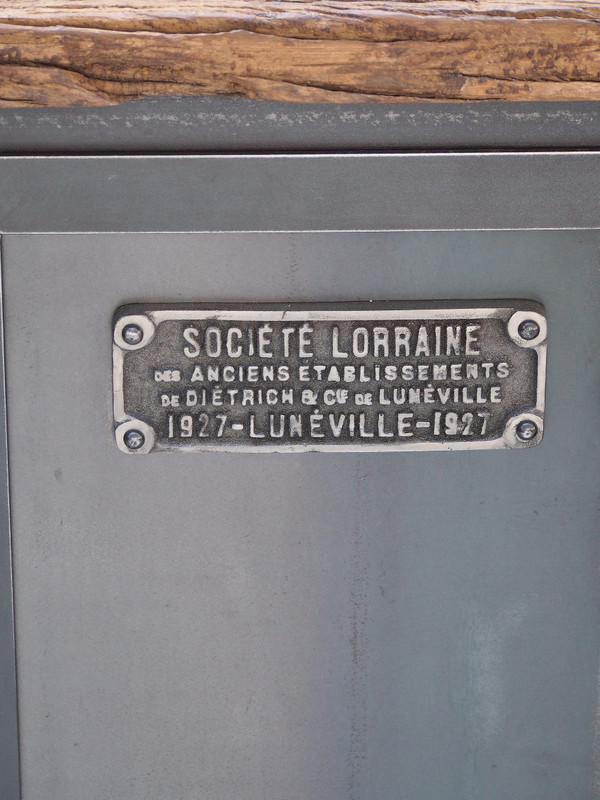 SOCIÉTÉ LORRAINE
DES ANCIENS ETABLISSEMENTS
DE DIÉTRICH & CIE DE LUNÉVILLE
1927-LUNÉVILLE-1927